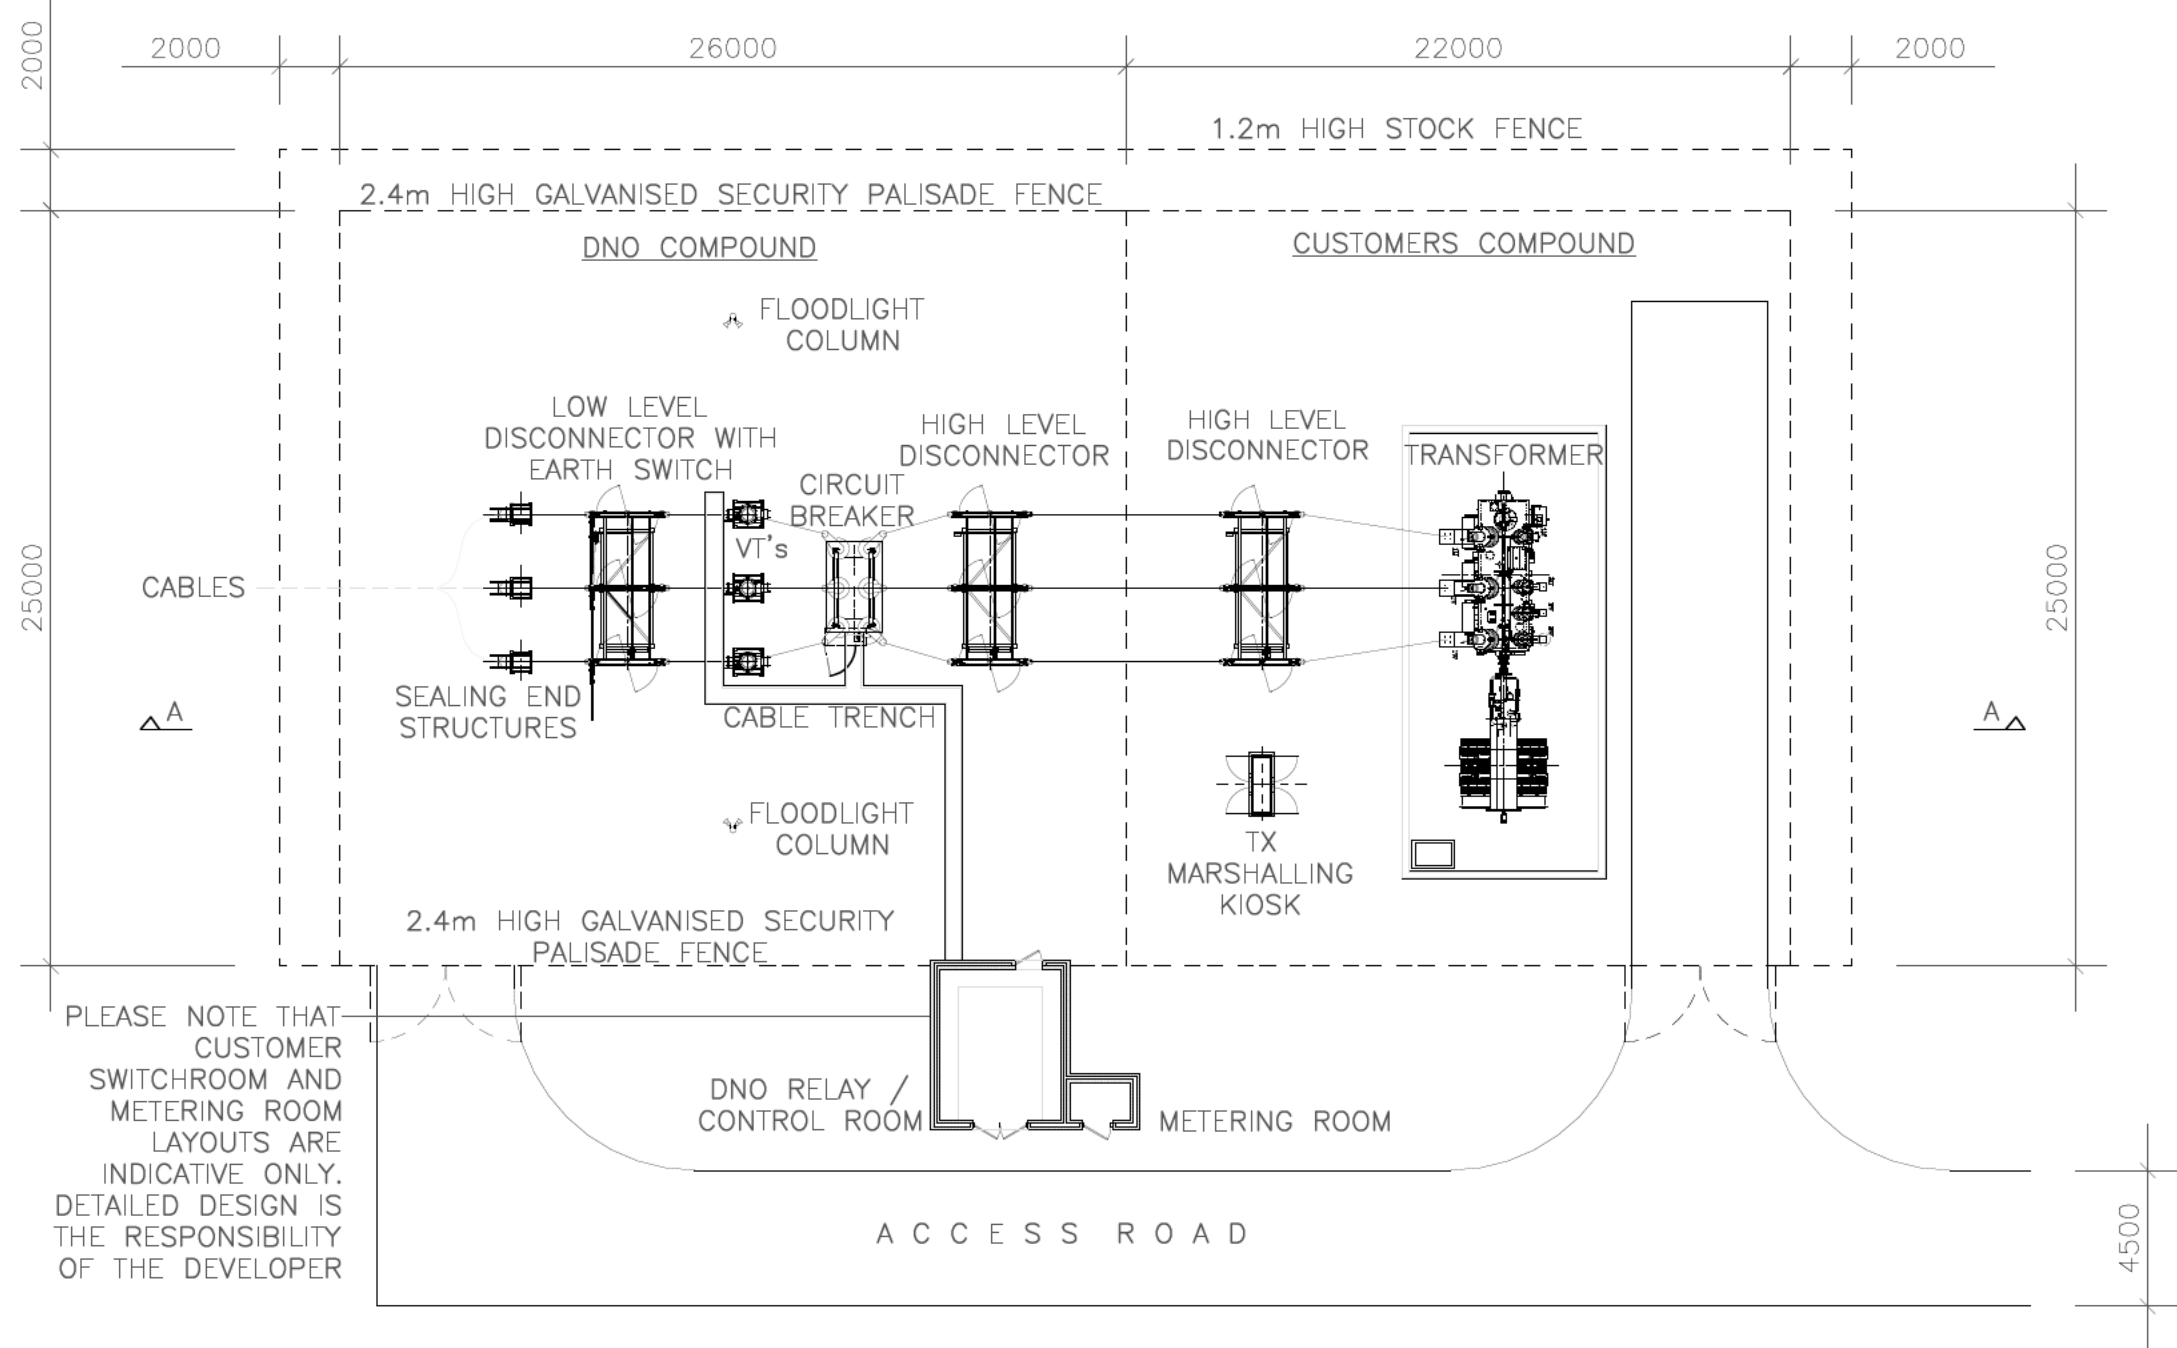 2000
2000
26000
22000
2000
1.2m HIGH STOCK FENCE
2.4m HIGH GALVANISED SECURITY PALISADE FENCE
DNO COMPOUND
CUSTOMERS COMPOUND
FLOODLIGHT
COLUMN
LOW LEVEL
DISCONNECTOR WITH
EARTH SWITCH
HIGH LEVEL
DISCONNECTOR
HIGH LEVEL
DISCONNECTOR
TRANSFORMER
CIRCUIT
BREAKER
VT's
CABLES
25000
25000
SEALING END
STRUCTURES
CABLE TRENCH
A
A
FLOODLIGHT
COLUMN
TX
MARSHALLING
KIOSK
2.4m HIGH GALVANISED SECURITY
PALISADE FENCE
PLEASE NOTE THAT
CUSTOMER
SWITCHROOM AND
METERING ROOM
LAYOUTS ARE
INDICATIVE ONLY.
DETAILED DESIGN IS
THE RESPONSIBILITY
OF THE DEVELOPER
DNO RELAY /
CONTROL ROOM
METERING ROOM
ACCESS ROAD
4500